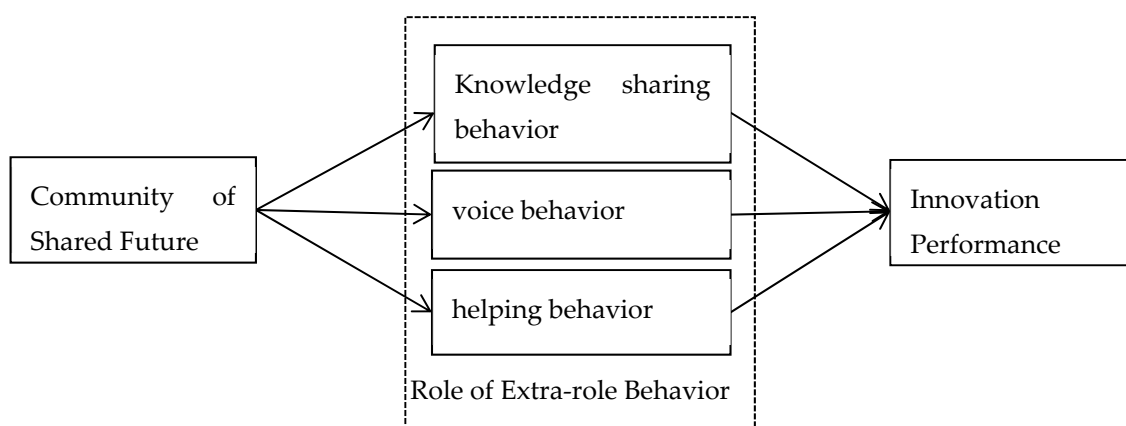 Knowledge sharing
behavior
Community of
Shared Future
voice behavior
Innovation
Performance
helping behavior
Role of Extra-role Behavior